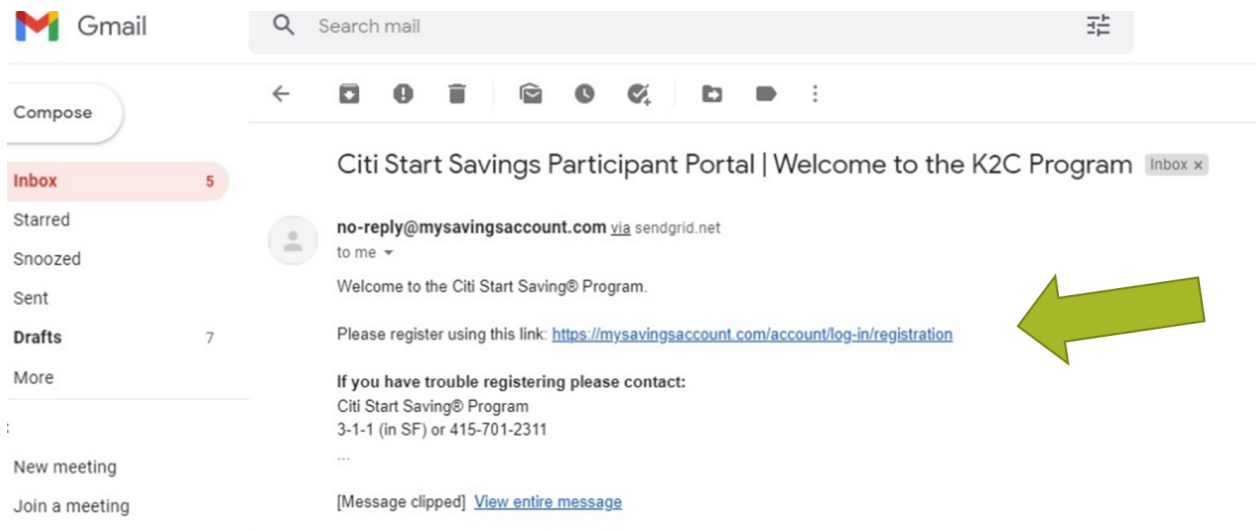 Gmail
Search mail
Compose
Inbox 5
Starred
Snoozed
Sent
Drafts 7
More
New meeting
Join a meeting
Citi Start Savings Participant Portal | Welcome to the K2C Program Inbox x
no-reply@mysavingsaccount.com via sendgrid.net
to me
Welcome to the Citi Start Saving® Program.
Please register using this link: https://mysavingsaccount.com/account/log-in/registration
If you have trouble registering please contact:
Citi Start Saving® Program
3-1-1 (in SF) or 415-701-2311
...
[Message clipped] View entire message